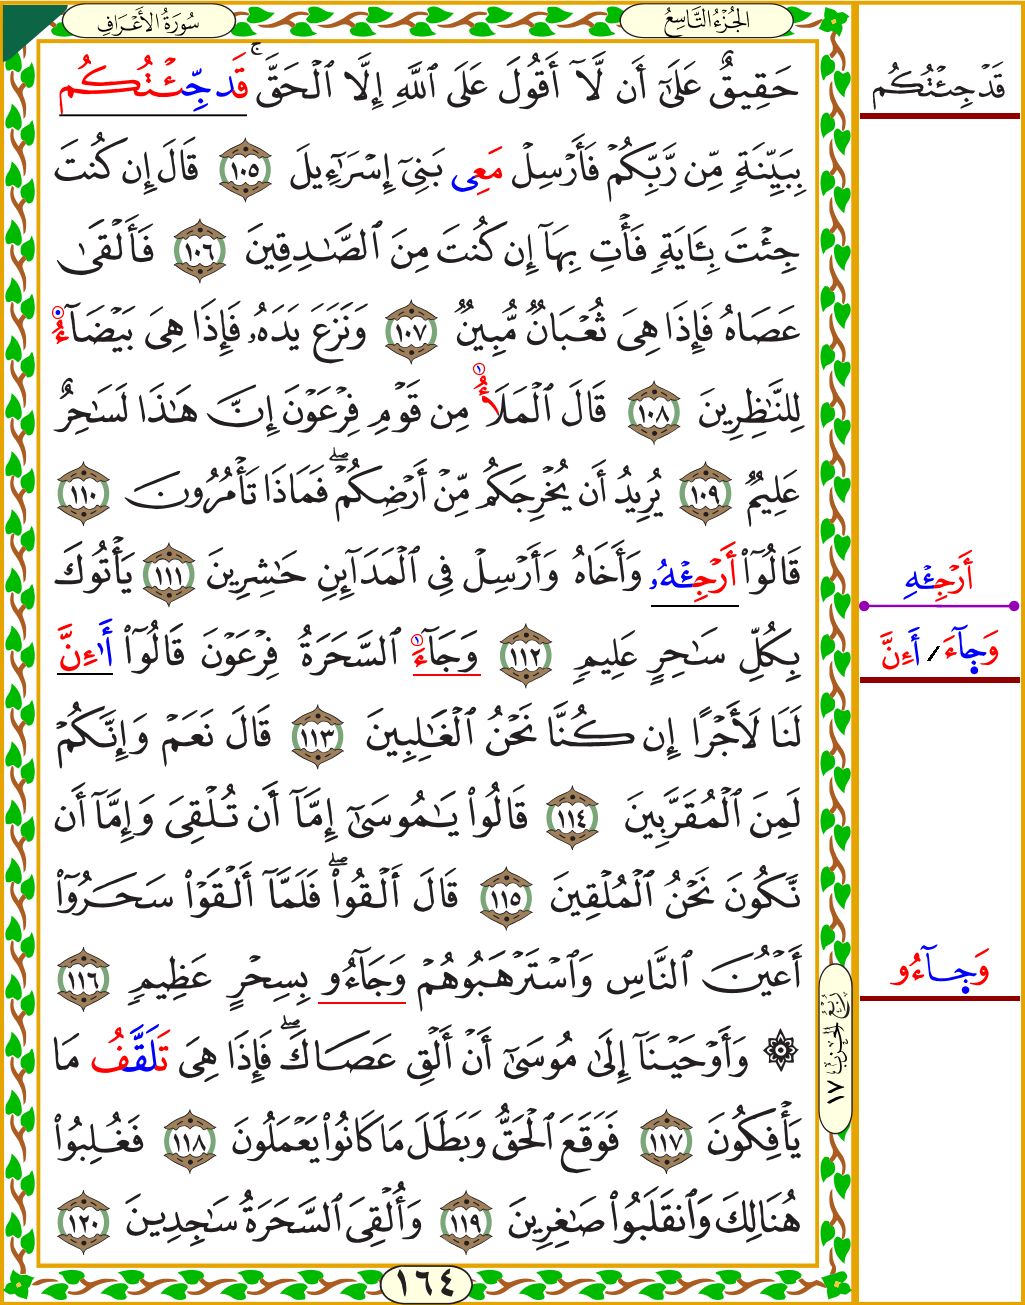 سُورَةُ الأَعْرَافِ
الجُزْءُ التَّاسِعُ
حَقِيقٌ عَلَىٰٓ أَن لَّآ أَقُولَ عَلَى ٱللَّهِ إِلَّا ٱلْحَقَّۚ قَد جِّئْتُكُم
بِبَيِّنَةٍ مِّن رَّبِّكُمْ فَأَرْسِلْ مَعِى بَنِىٓ إِسْرَٰٓءِيلَ ١٠٥ قَالَ إِن كُنتَ
جِئْتَ بِـَٔايَةٍ فَأْتِ بِهَآ إِن كُنتَ مِنَ ٱلصَّٰدِقِينَ ١٠٦ فَأَلْقَىٰ
عَصَاهُ فَإِذَا هِىَ ثُعْبَانٌ مُّبِينٌ ١٠٧ وَنَزَعَ يَدَهُۥ فَإِذَا هِىَ بَيْضَآءُ
لِلنَّٰظِرِينَ ١٠٨ قَالَ ٱلْمَلَأُ مِن قَوْمِ فِرْعَوْنَ إِنَّ هَٰذَا لَسَٰحِرٌ
عَلِيمٌ ١٠٩ يُرِيدُ أَن يُخْرِجَكُم مِّنْ أَرْضِكُمْۖ فَمَاذَا تَأْمُرُونَ ١١٠
قَالُوٓا۟ أَرْجِئْهُۥ وَأَخَاهُ وَأَرْسِلْ فِى ٱلْمَدَآئِنِ حَٰشِرِينَ ١١١ يَأْتُوكَ
بِكُلِّ سَٰحِرٍ عَلِيمٍ ١١٢ وَجَآءَ ٱلسَّحَرَةُ فِرْعَوْنَ قَالُوٓا۟ أَٰءِنَّ
لَنَا لَأَجْرًا إِن كُنَّا نَحْنُ ٱلْغَٰلِبِينَ ١١٣ قَالَ نَعَمْ وَإِنَّكُمْ
لَمِنَ ٱلْمُقَرَّبِينَ ١١٤ قَالُوا۟ يَٰمُوسَىٰٓ إِمَّآ أَن تُلْقِىَ وَإِمَّآ أَن
نَّكُونَ نَحْنُ ٱلْمُلْقِينَ ١١٥ قَالَ أَلْقُوا۟ۖ فَلَمَّآ أَلْقَوْا۟ سَحَرُوٓا۟
أَعْيُنَ ٱلنَّاسِ وَٱسْتَرْهَبُوهُمْ وَجَآءُو بِسِحْرٍ عَظِيمٍ ١١٦
۞ وَأَوْحَيْنَآ إِلَىٰ مُوسَىٰٓ أَنْ أَلْقِ عَصَاكَۖ فَإِذَا هِىَ تَلَقَّفُ مَا
يَأْفِكُونَ ١١٧ فَوَقَعَ ٱلْحَقُّ وَبَطَلَ مَا كَانُوا۟ يَعْمَلُونَ ١١٨ فَغُلِبُوا۟
هُنَالِكَ وَٱنقَلَبُوا۟ صَٰغِرِينَ ١١٩ وَأُلْقِىَ ٱلسَّحَرَةُ سَٰجِدِينَ ١٢٠
١٦٤
قَدْ جِئْتُكُم
أَرْجِئْهِ
وَجَآءَ / أَءِنَّ
وَجَآءُو
رُبْعُ الْحِزْبِ ١٧